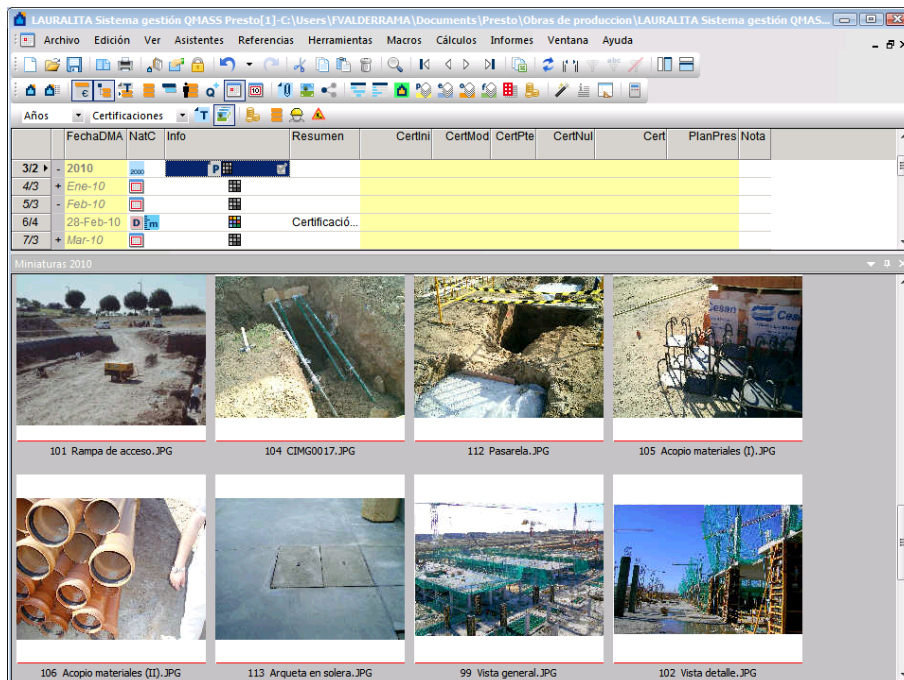 LAURALITA Sistema gestión QMASS Presto[1]-C:\Users\FVALDERRAMA\Documents\Presto\Obras de produccion\LAURALITA Sistema gestión QMAS...
Archivo Edición Ver Asistentes Referencias Herramientas Macros Cálculos Informes Ventana Ayuda
Años Certificaciones
FechaDMA NatC Info Resumen CertIni CertMod CertPte CertNul Cert PlanPres Nota
3/2 - 2010 2000 P
4/3 + Ene-10
5/3 - Feb-10
6/4 28-Feb-10 D m Certificació...
7/3 + Mar-10
Miniaturas 2010
Cesan
Ces
101 Rampa de acceso.JPG 104 CIMG0017.JPG 112 Pasarela.JPG 105 Acopio materiales (I).JPG
106 Acopio materiales (II).JPG 113 Arqueta en solera.JPG 99 Vista general.JPG 102 Vista detalle.JPG